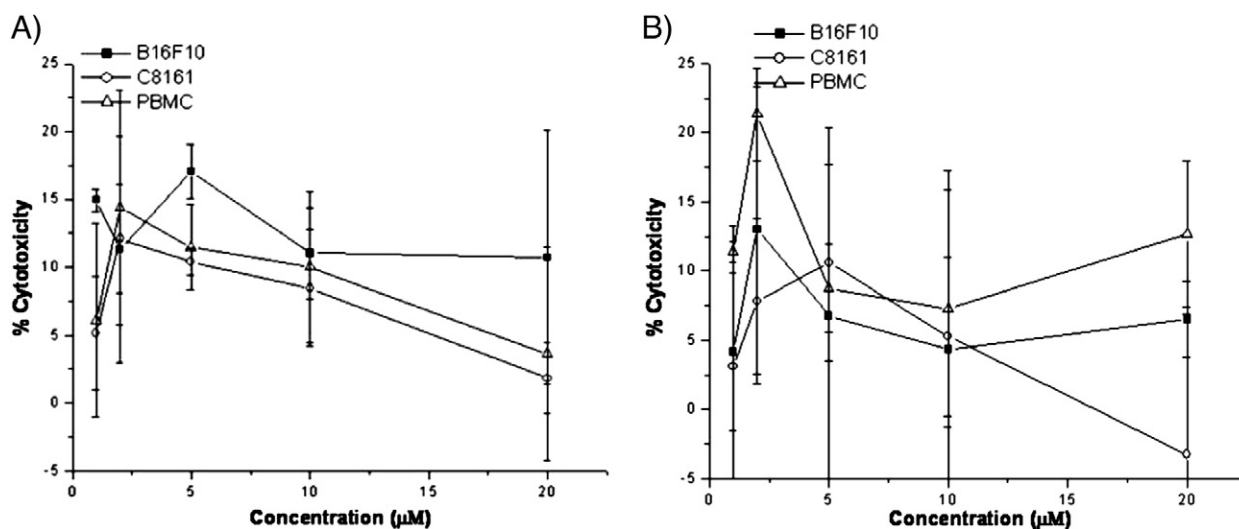 A)
B16F10
C8161
PBMC
25
20
15
10
5
0
-5
% Cytotoxicity
0 5 10 15 20
Concentration (µM)
B)
B16F10
C8161
PBMC
25
20
15
10
5
0
-5
% Cytotoxicity
0 5 10 15 20
Concentration (µM)